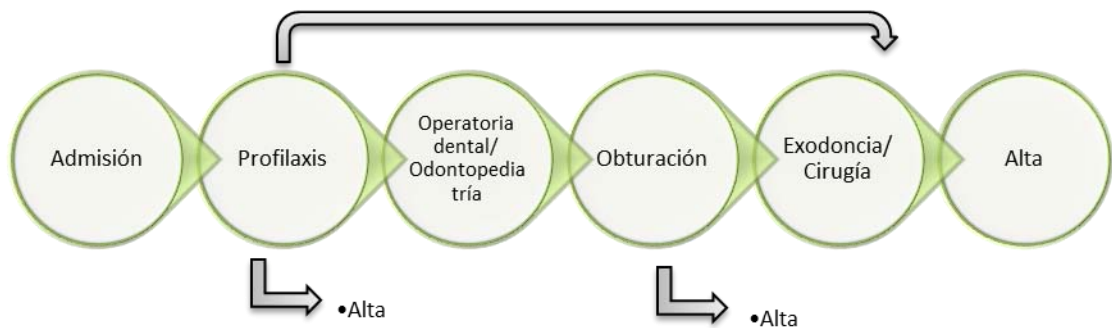 Admisión
Profilaxis
Operatoria
dental/
Odontopedia
tría
Obturación
Exodoncia/
Cirugía
Alta
•Alta
•Alta